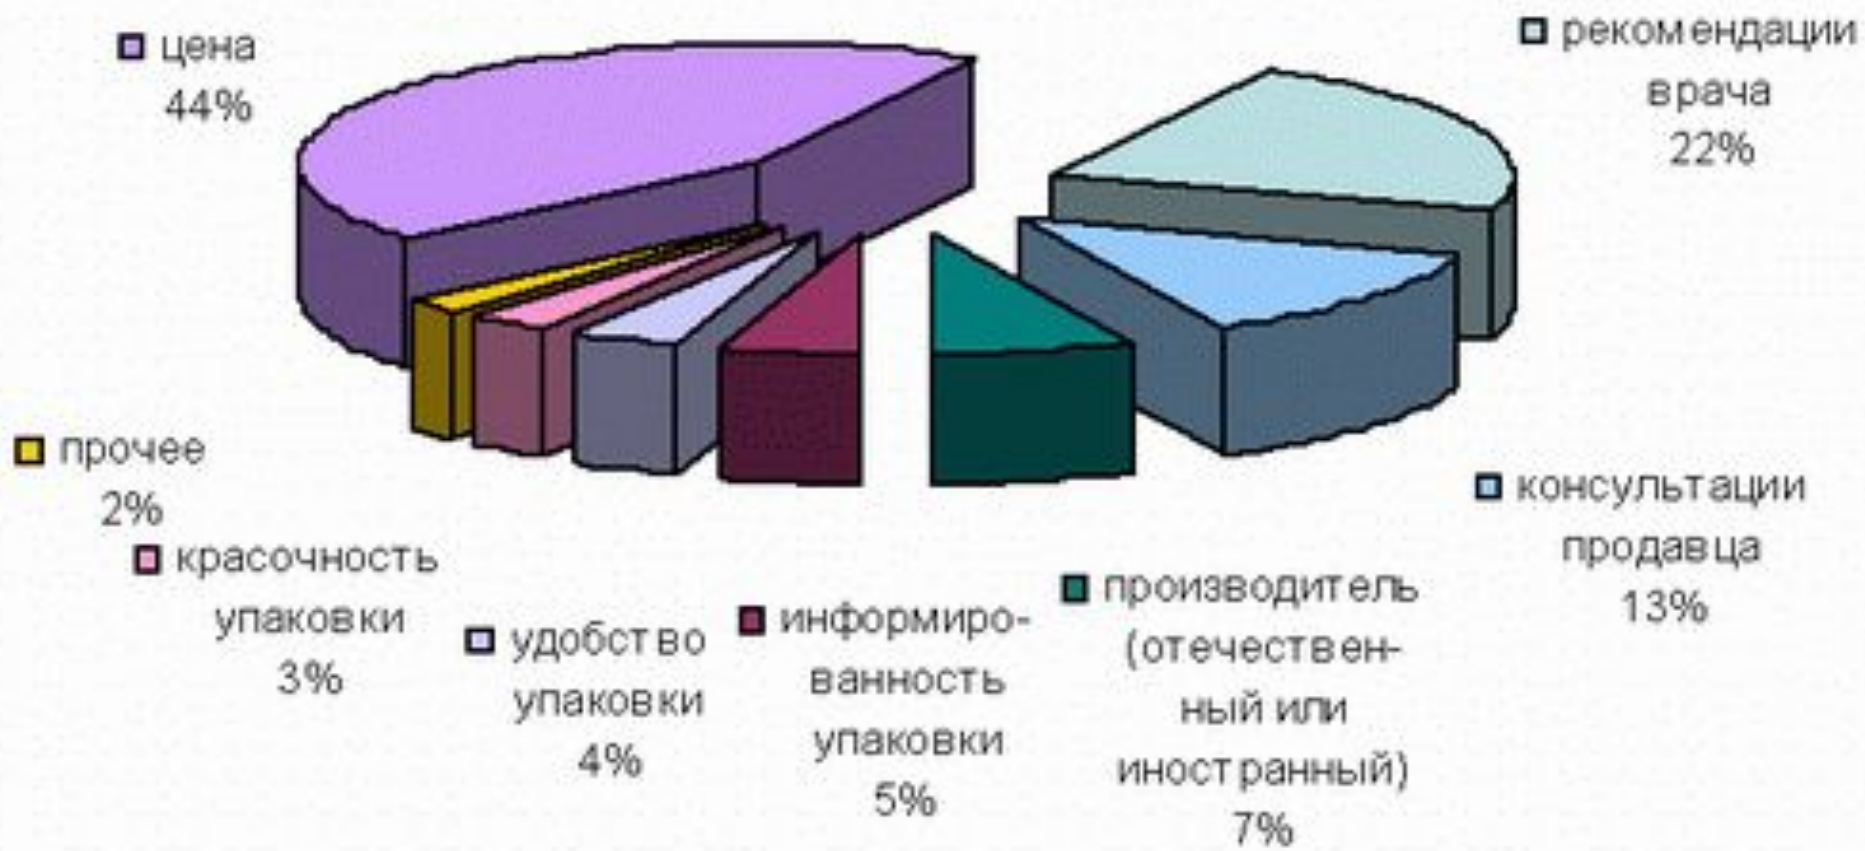 цена
44%
рекомендации
врача
22%
прочее
2%
красочность
упаковки
3%
удобство
упаковки
4%
информиро-
ванность
упаковки
5%
производитель
(отечествен-
ный или
иностранный)
7%
консультации
продавца
13%